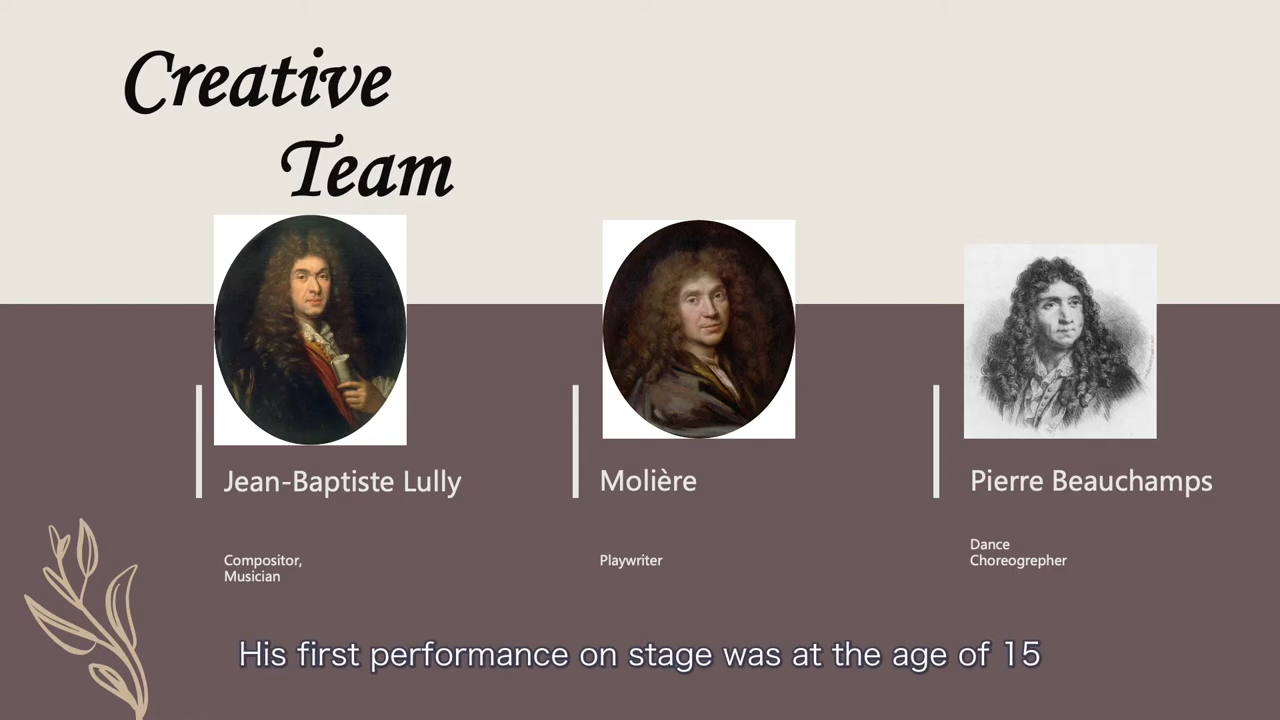 Creative
Team
Jean-Baptiste Lully
Compositor,
Musician
Molière
Playwriter
Pierre Beauchamps
Dance
Choregrepher
His first performance on stage was at the age of 15